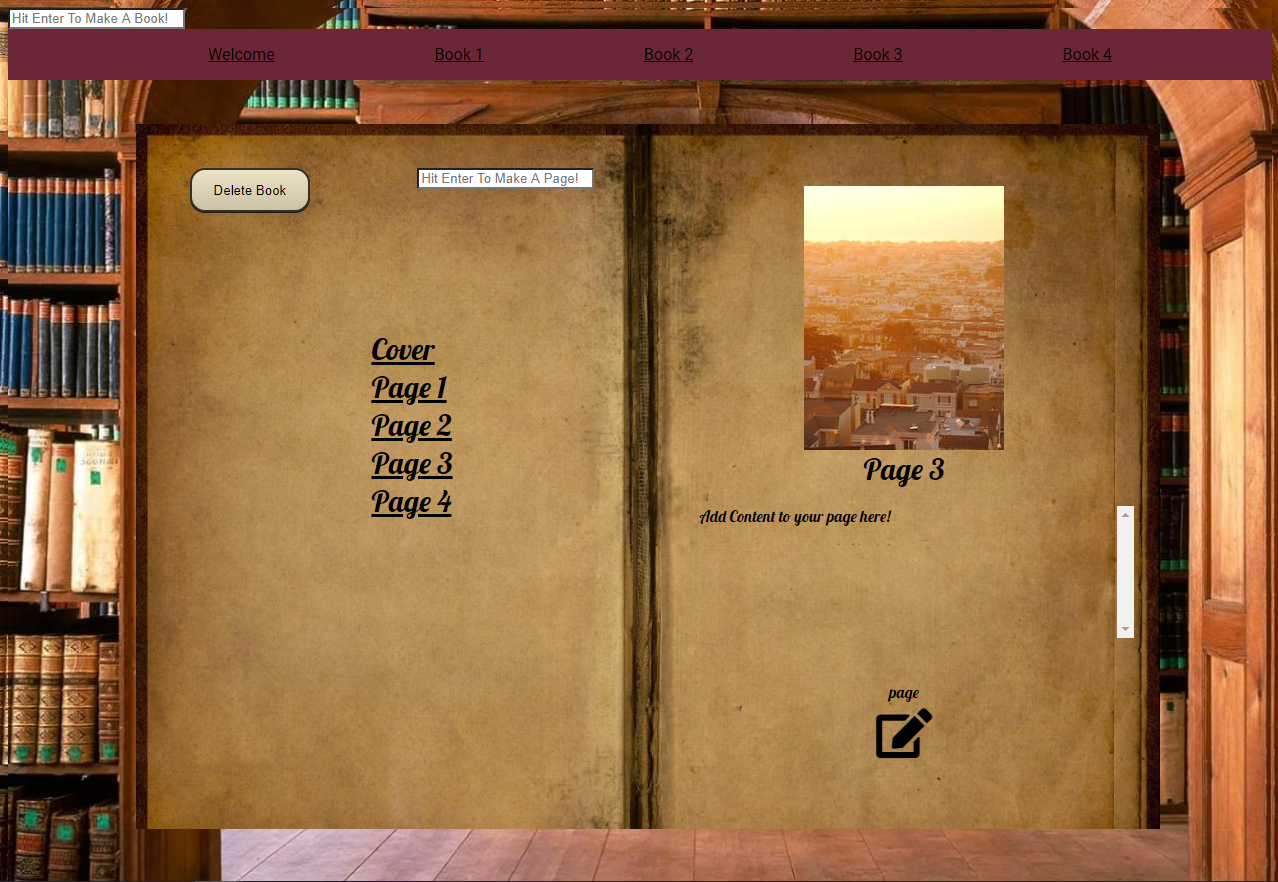 Hit Enter To Make A Book!
Welcome Book 1 Book 2 Book 3 Book 4
Delete Book
Hit Enter To Make A Page!
Cover
Page 1
Page 2
Page 3
Page 4
Page 3
Add Content to your page here!
page